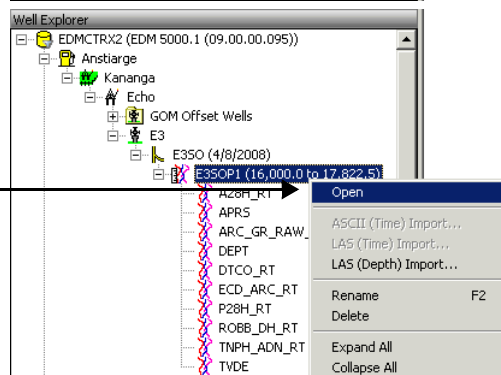 Well Explorer
EDMCTRX2 (EDM 5000.1 (09.00.00.095))
Anstiarge
Kananga
Echo
GOM Offset Wells
E3
E3SO (4/8/2008)
E3SOP1 (16,000.0 to 17,822.5)
A28H_RT
APRS
ARC_GR_RAW_
DEPT
DTCO_RT
ECD_ARC_RT
P28H_RT
ROBB_DH_RT
TNPH_ADN_RT
TVDE
Open
ASCII (Time) Import...
LAS (Time) Import...
LAS (Depth) Import...
Rename F2
Delete
Expand All
Collapse All